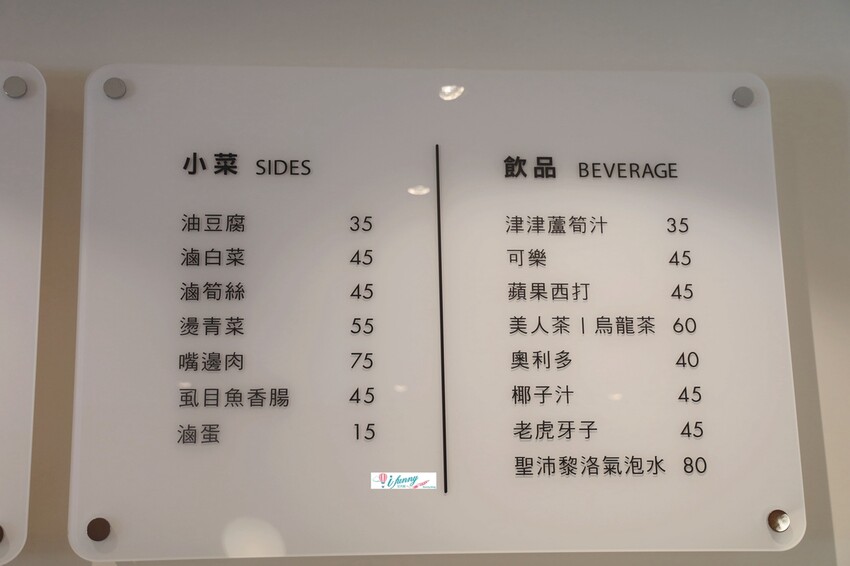 小菜 SIDES
油豆腐 35
滷白菜 45
滷筍絲 45
燙青菜 55
嘴邊肉 75
虱目魚香腸 45
滷蛋 15
飲品 BEVERAGE
津津蘆筍汁 35
可樂 45
蘋果西打 45
美人茶|烏龍茶 60
奧利多 40
椰子汁 45
老虎牙子 45
聖沛黎洛氣泡水 80
ifunny